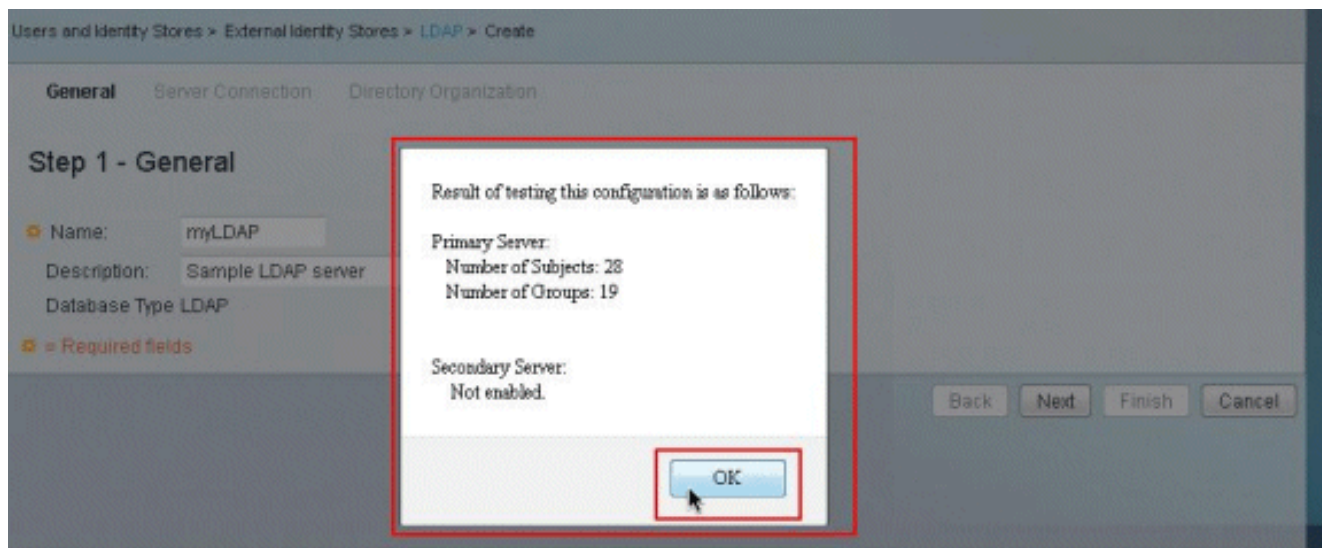 Users and Identity Stores > External Identity Stores > LDAP > Create
General Server Connection Directory Organization
Step 1 - General
Name: myLDAP
Description: Sample LDAP server
Database Type LDAP
= Required fields
Result of testing this configuration is as follows:
Primary Server:
Number of Subjects: 28
Number of Groups: 19
Secondary Server:
Not enabled.
OK
Back Next Finish Cancel